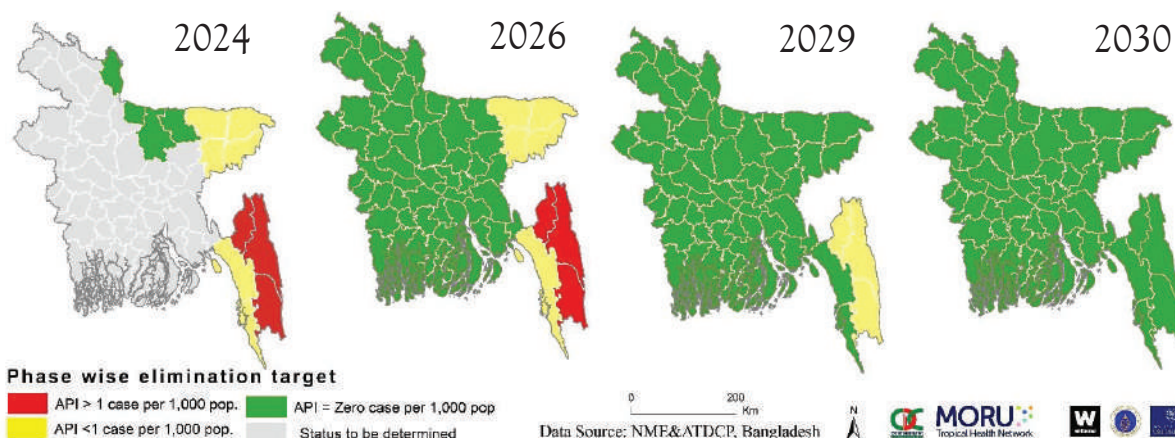 2024
2026
2029
2030
Phase wise elimination target
API > 1 case per 1,000 pop.
API = Zero case per 1,000 pop
API <1 case per 1,000 pop.
Status to be determined
0 200
Km
Data Source: NME&ATDCP, Bangladesh
N
MORU
Tropical Health Network
W